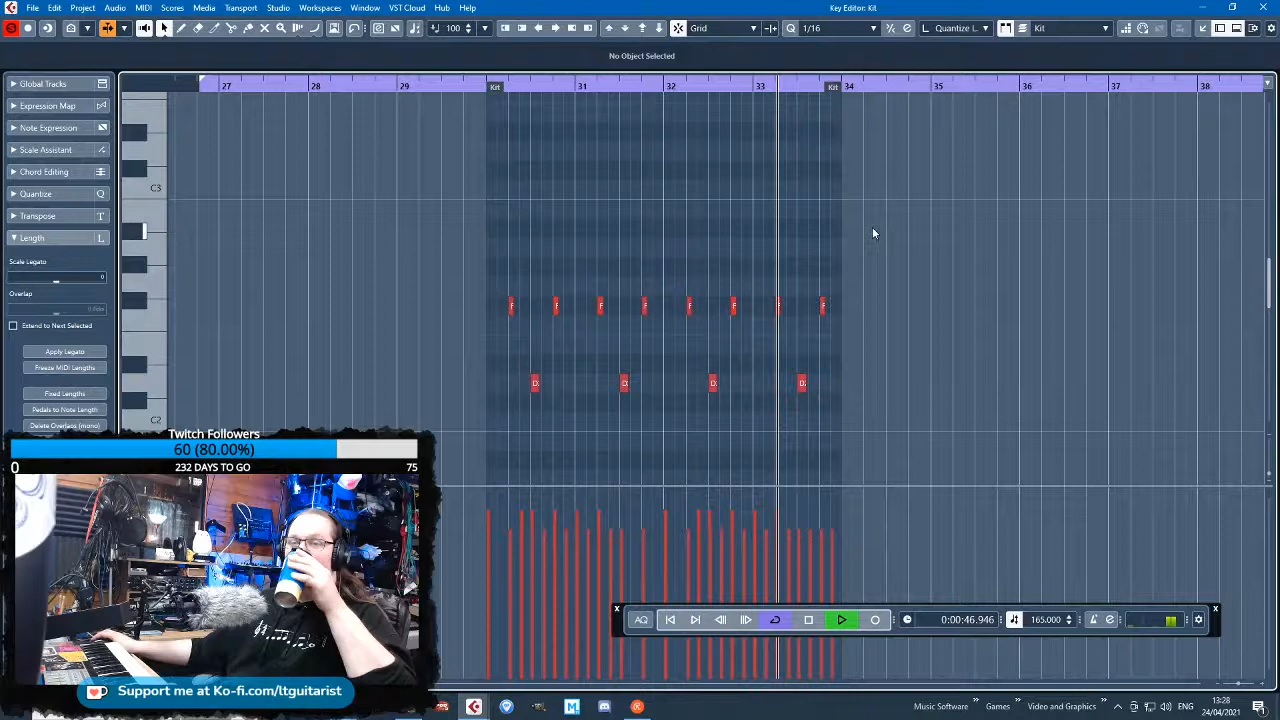 File Edit Project Audio MIDI Scores Media Transport Studio Workspaces Window VST Cloud Hub Help
Key Editor: Kit
100
Grid
1/16
Quantize L
Kit
No Object Selected
Global Tracks
Expression Map
Note Expression
Scale Assistant
Chord Editing
Quantize Q
Transpose T
Length L
Scale Legato
0
Overlap
Extend to Next Selected
Apply Legato
Freeze MIDI Lengths
Fixed Lengths
Pedals to Note Length
Delete Overlaps (mono)
27 28 29 31 32 33 34 35 36 37 38
Kit Kit
C3
C2
Twitch Followers
60 (80.00%)
0 232 DAYS TO GO 75
Support me at Ko-fi.com/ltguitarist
AQ
0:00:46.946
165.000
Music Software
Games
Video and Photography
13:28
24/04/2021